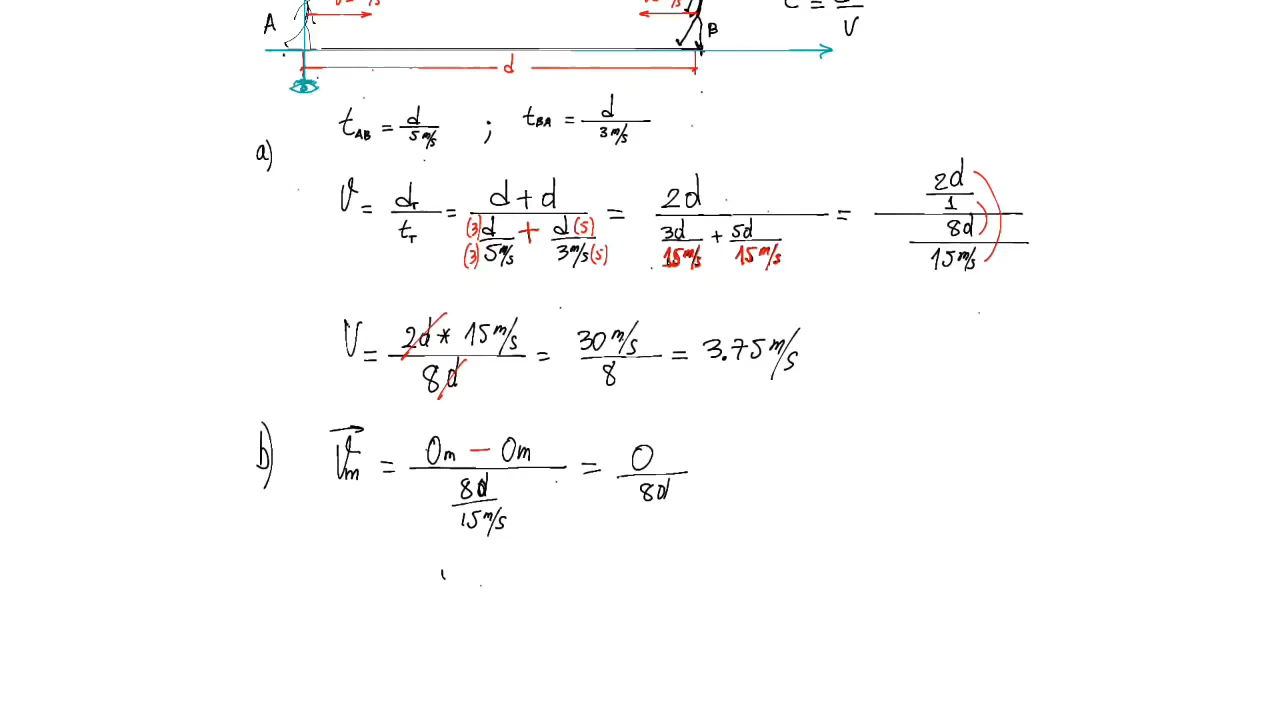 A
B
V
d
t_AB = d/5m/s ; t_BA = d/3m/s
a)
V = d_T/t_T = (d + d)/((3)d/(3)5m/s + d(5)/3m/s(5)) = 2d/(3d/15m/s + 5d/15m/s) = (2d/1)/(8d/15m/s)
V = (2d * 15m/s)/8d = 30m/s/8 = 3.75m/s
b) V_m = (0m - 0m)/(8d/15m/s) = 0/8d